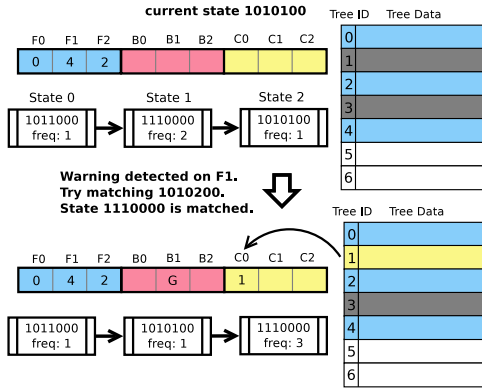 current state 1010100
Tree ID Tree Data
F0 F1 F2 B0 B1 B2 C0 C1 C2
0 4 2
0
1
2
3
4
5
6
State 0 State 1 State 2
1011000 1110000 1010100
freq: 1 freq: 2 freq: 1
Warning detected on F1.
Try matching 1010200.
State 1110000 is matched.
Tree ID Tree Data
F0 F1 F2 B0 B1 B2 C0 C1 C2
0 4 2 G 1
0
1
2
3
4
5
6
1011000 1010100 1110000
freq: 1 freq: 1 freq: 3